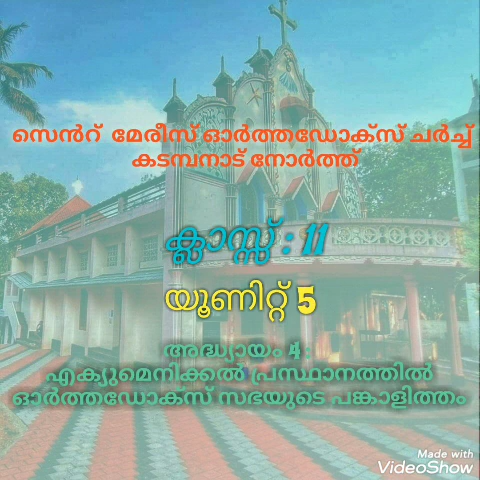 സെൻറ് മേരീസ് ഓർത്തഡോക്സ് ചർച്ച്
കടമ്പനാട് നോർത്ത്
ക്ലാസ്സ് : 11
യൂണിറ്റ് 5
അദ്ധ്യായം 4 :
എക്യുമെനിക്കൽ പ്രസ്ഥാനത്തിൽ
ഓർത്തഡോക്സ് സഭയുടെ പങ്കാളിത്തം
Made with
VideoShow